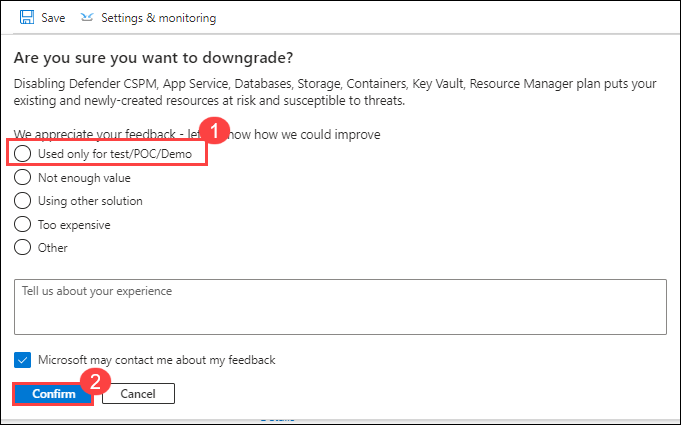 Save Settings & monitoring
Are you sure you want to downgrade?
Disabling Defender CSPM, App Service, Databases, Storage, Containers, Key Vault, Resource Manager plan puts your
existing and newly-created resources at risk and susceptible to threats.
We appreciate your feedback - let how we could improve
1
Used only for test/POC/Demo
Not enough value
Using other solution
Too expensive
Other
Tell us about your experience
Microsoft may contact me about my feedback
2
Confirm Cancel